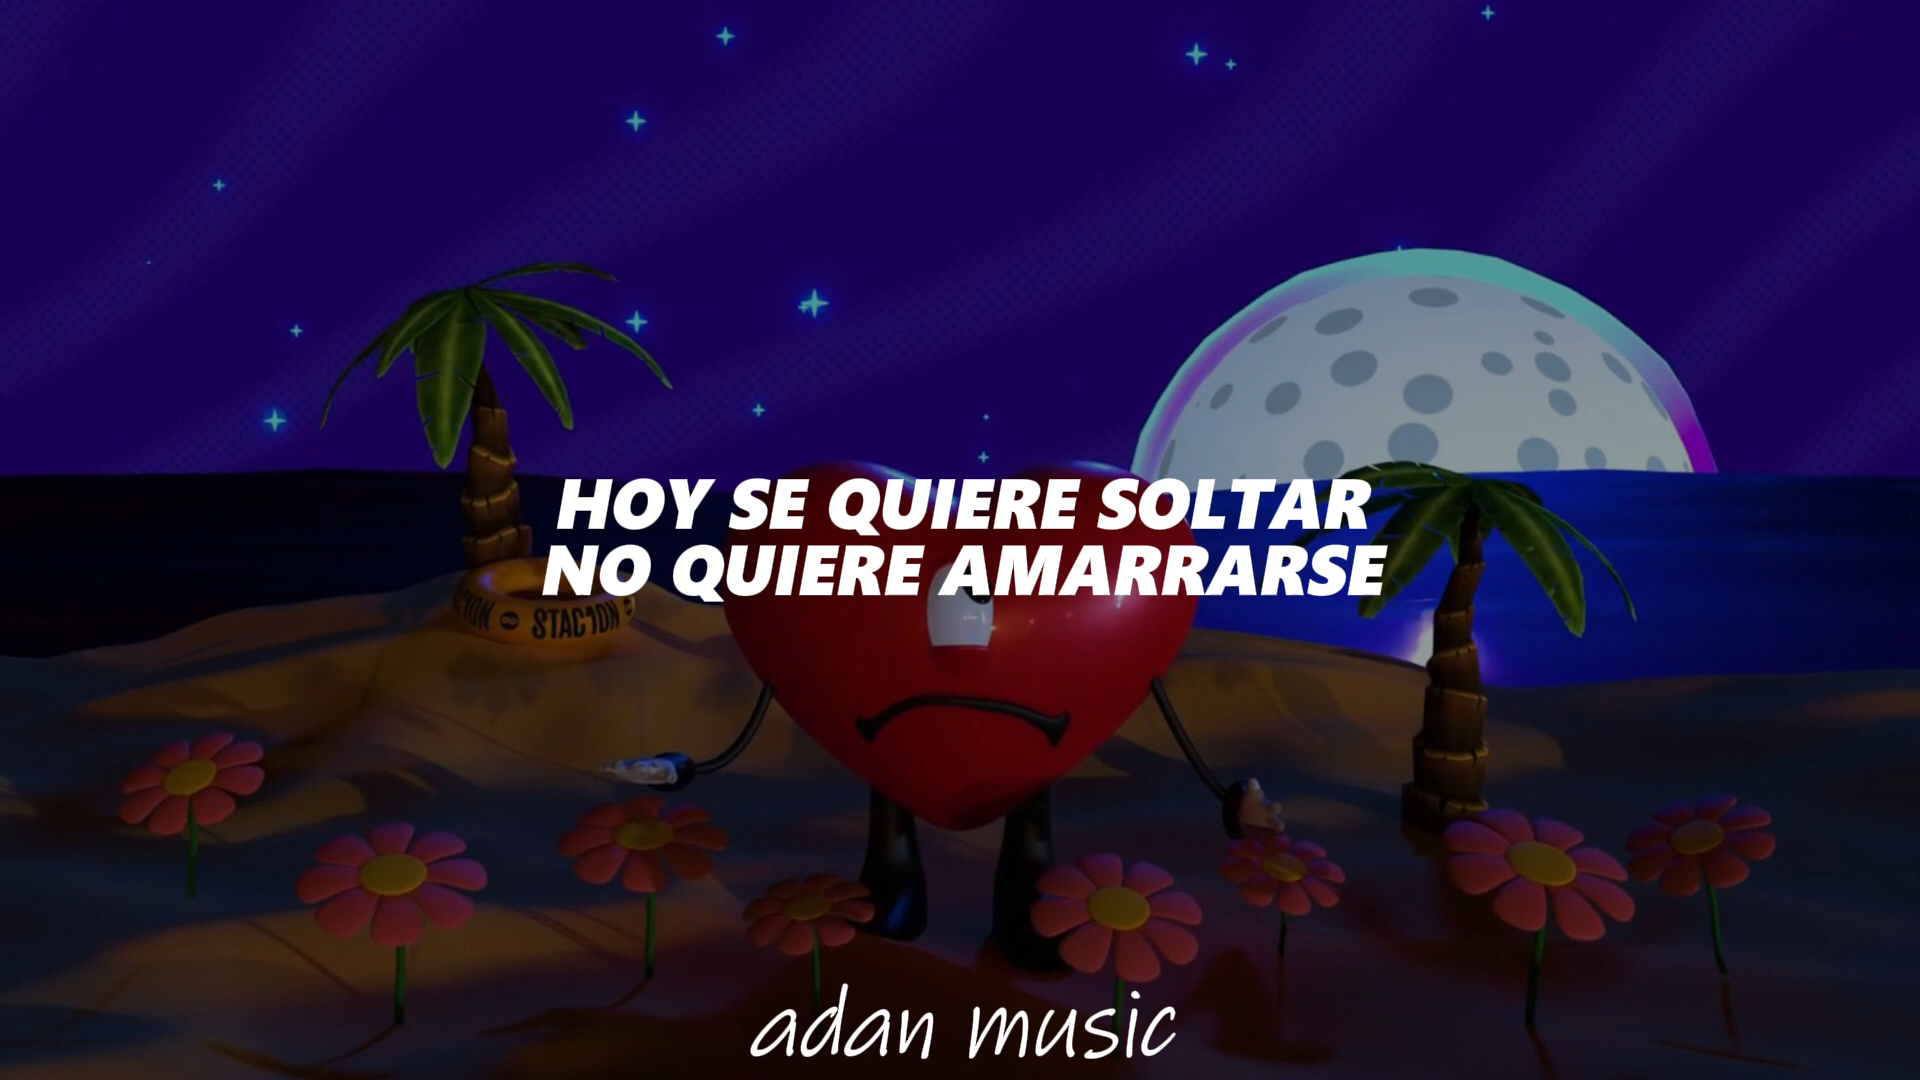 HOY SE QUIERE SOLTAR
NO QUIERE AMARRARSE
STAC1ON
adan music